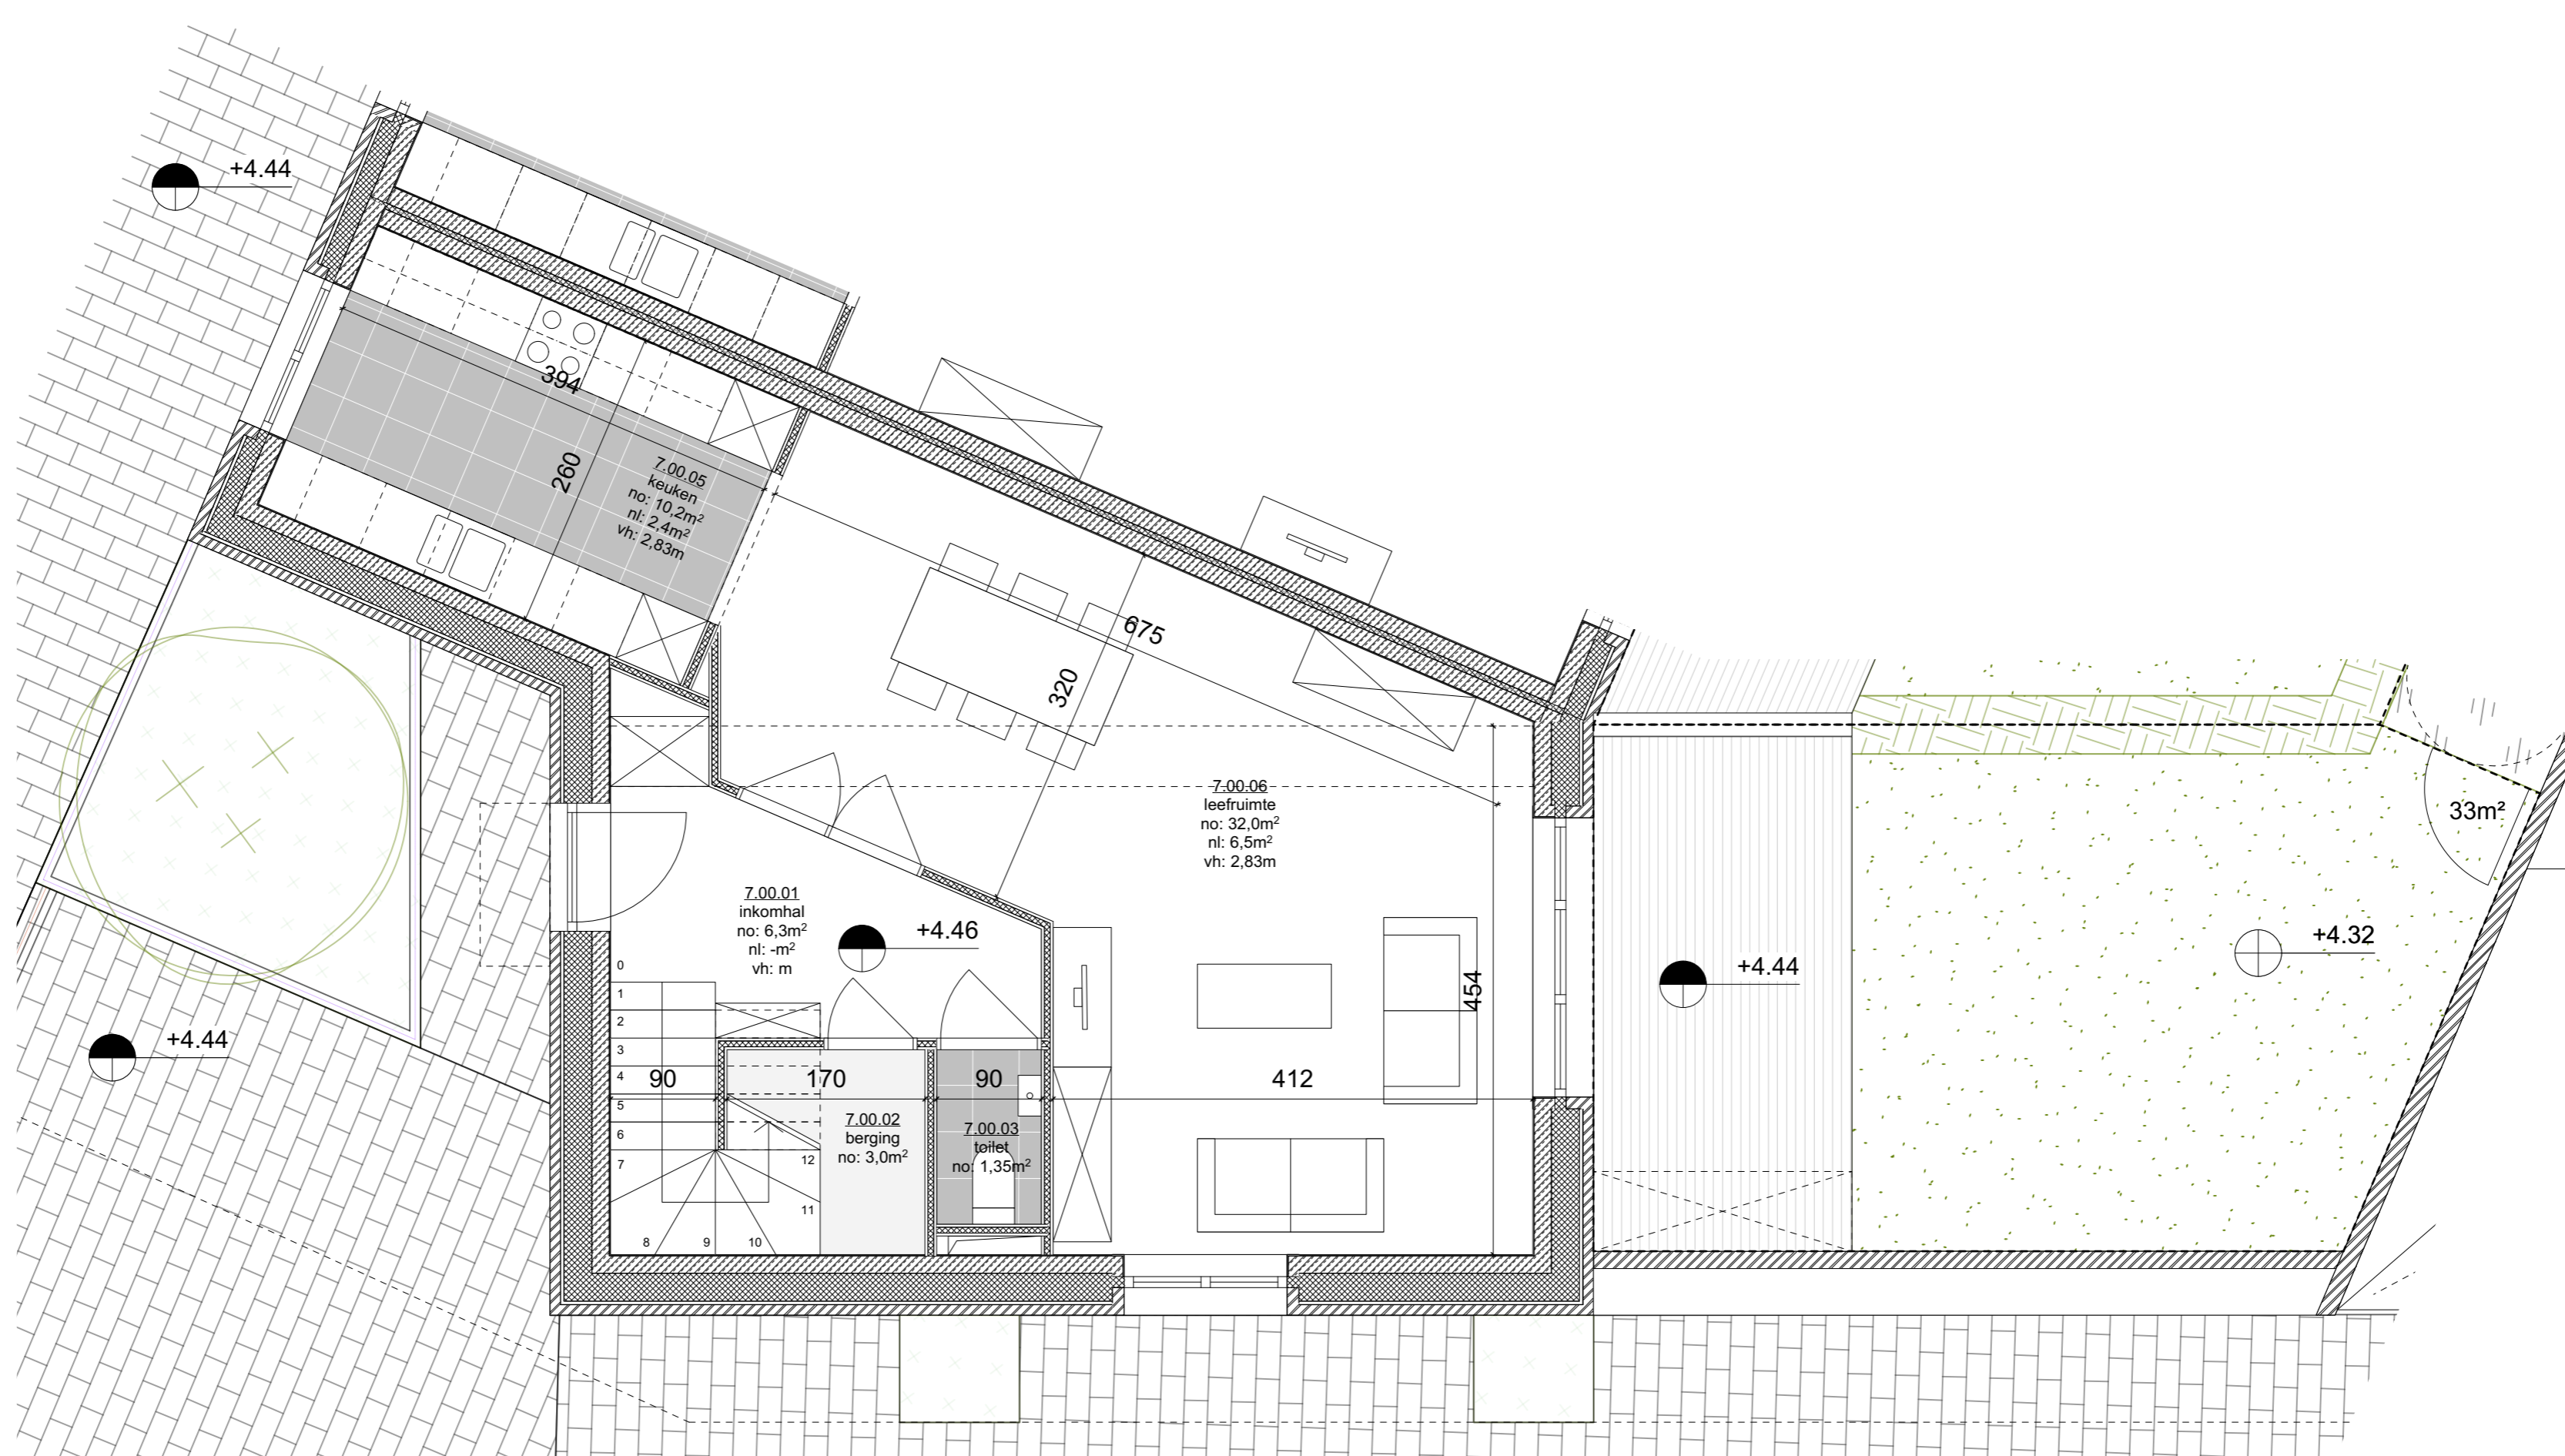 +4.44
394
260
7.00.05
keuken
no: 10,2m²
nl: 2,4m²
vh: 2,83m
675
320
7.00.06
leefruimte
no: 32,0m²
nl: 6,5m²
vh: 2,83m
33m²
7.00.01
inkomhal
no: 6,3m²
nl: -m²
vh: m
+4.46
+4.32
+4.44
454
+4.44
0
1
2
3
4
5
6
7
8
9
10
11
12
90
170
90
412
7.00.02
berging
no: 3,0m²
7.00.03
toilet
no: 1,35m²